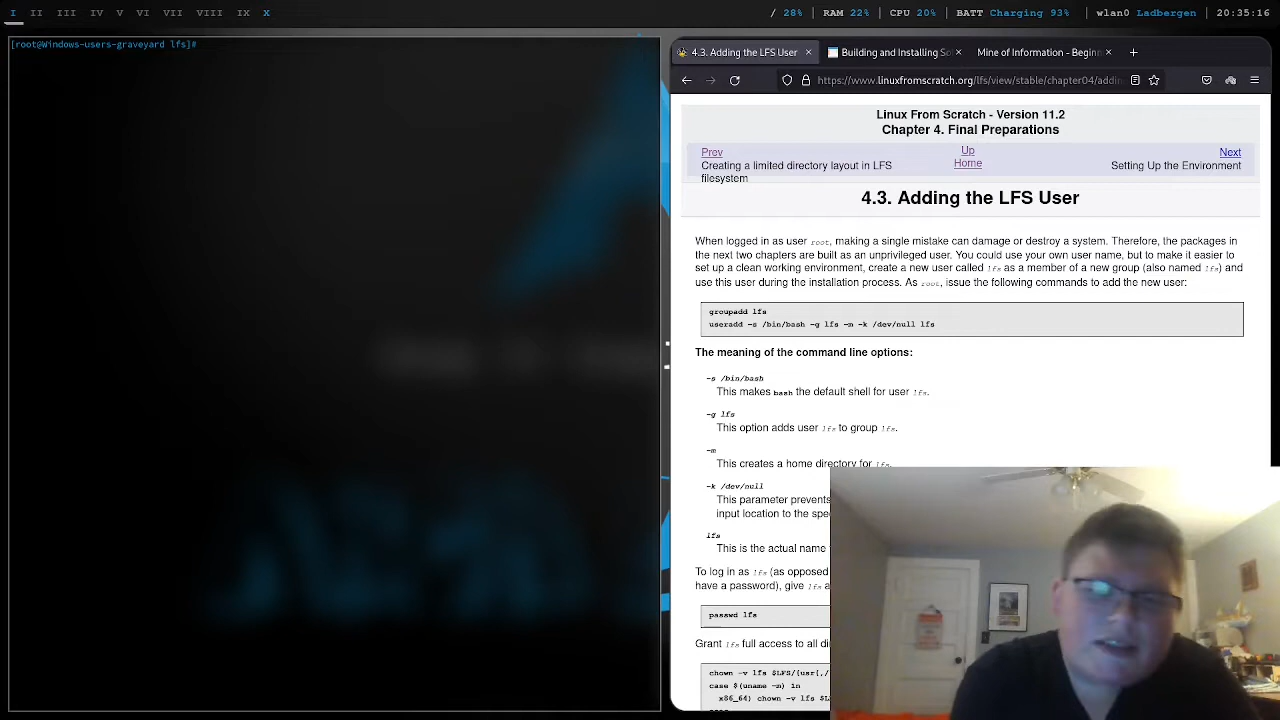 I II III IV V VI VII VIII IX X / 28% | RAM 22% | CPU 20% | BATT Charging 93% | wlan0 Ladbergen | 20:35:16
[root@Windows-users-graveyard lfs]#
4.3. Adding the LFS User × Building and Installing So × Mine of Information - Beginn × +
https://www.linuxfromscratch.org/lfs/view/stable/chapter04/addin
Linux From Scratch - Version 11.2
Chapter 4. Final Preparations
Prev Up Next
Creating a limited directory layout in LFS filesystem
Home
Setting Up the Environment
4.3. Adding the LFS User
When logged in as user root, making a single mistake can damage or destroy a system. Therefore, the packages in
the next two chapters are built as an unprivileged user. You could use your own user name, but to make it easier to
set up a clean working environment, create a new user called lfs as a member of a new group (also named lfs) and
use this user during the installation process. As root, issue the following commands to add the new user:
groupadd lfs
useradd -s /bin/bash -g lfs -m -k /dev/null lfs
The meaning of the command line options:
-s /bin/bash
This makes bash the default shell for user lfs.
-g lfs
This option adds user lfs to group lfs.
-m
This creates a home directory for lfs.
-k /dev/null
This parameter prevents
input location to the spe
lfs
This is the actual name
To log in as lfs (as opposed
have a password), give lfs a
passwd lfs
Grant lfs full access to all di
chown -v lfs $LFS/{usr{,/
case $(uname -m) in
x86_64) chown -v lfs $L